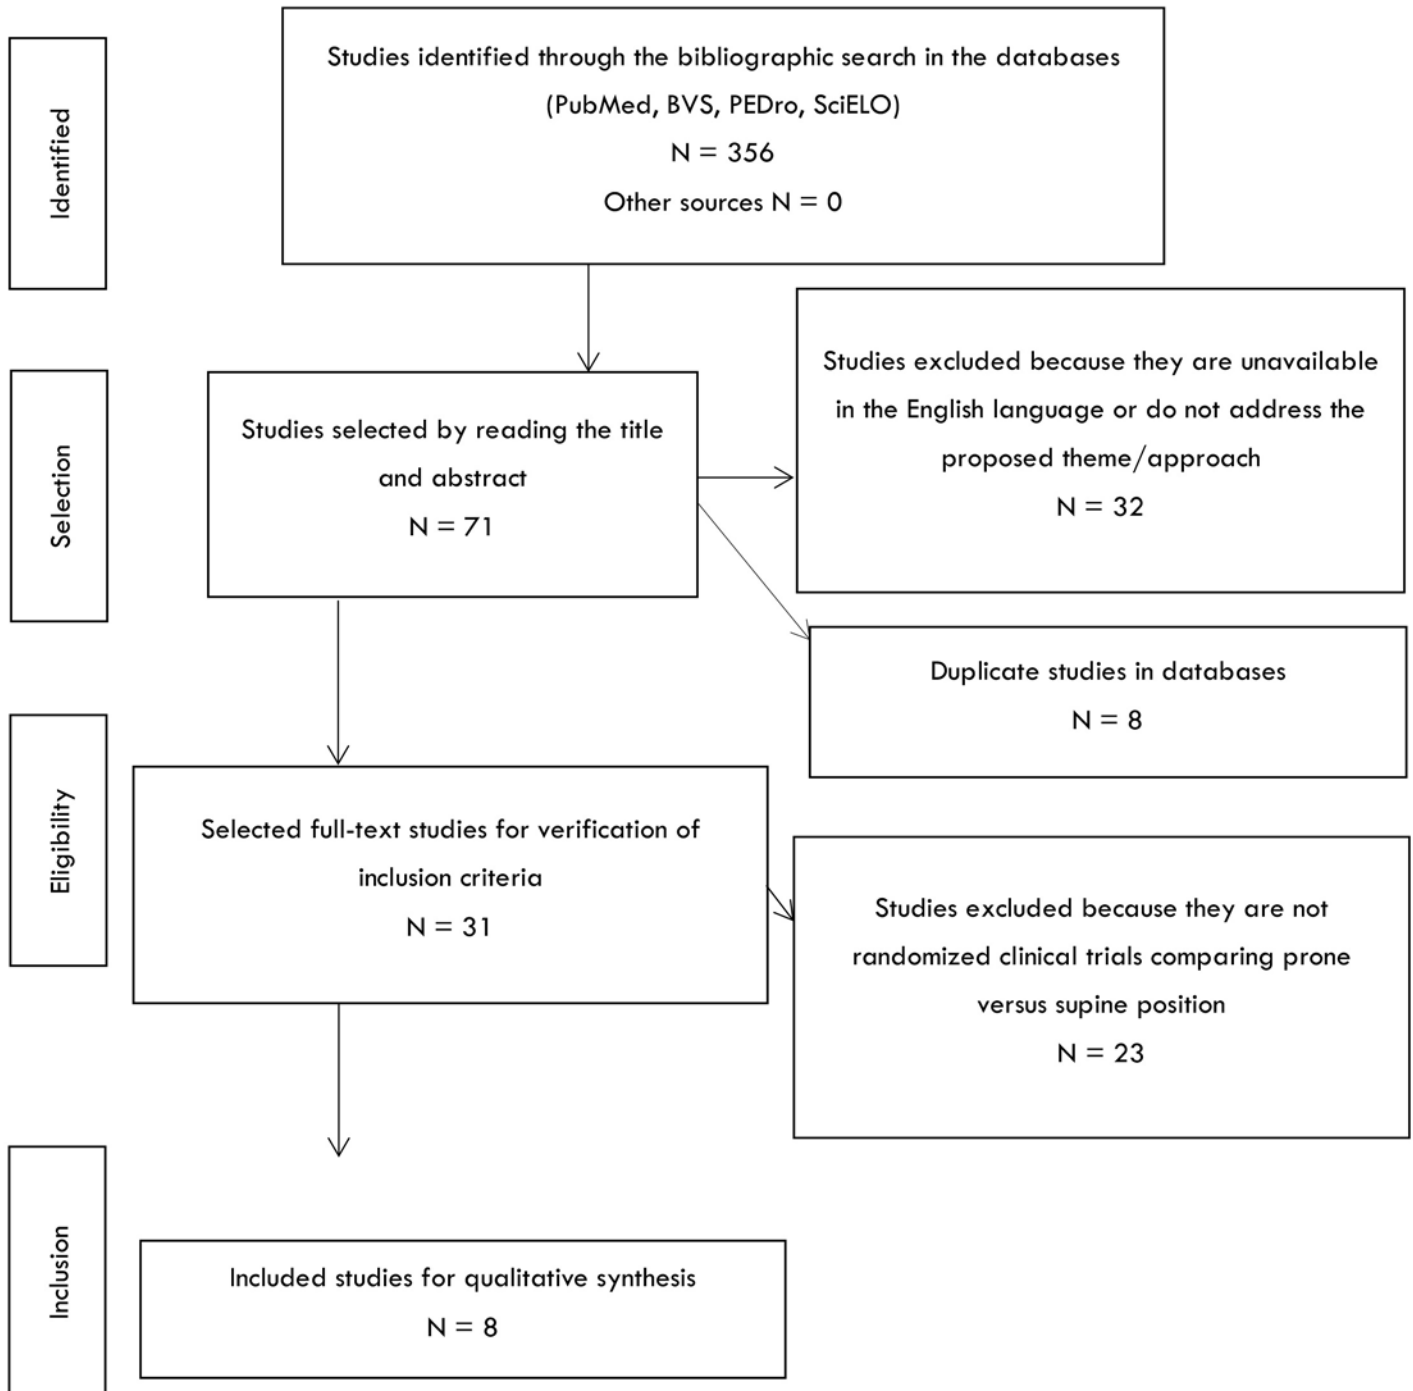 Identified
Studies identified through the bibliographic search in the databases
(PubMed, BVS, PEDro, SciELO)
N = 356
Other sources N = 0
Selection
Studies selected by reading the title
and abstract
N = 71
Studies excluded because they are unavailable
in the English language or do not address the
proposed theme/approach
N = 32
Duplicate studies in databases
N = 8
Eligibility
Selected full-text studies for verification of
inclusion criteria
N = 31
Studies excluded because they are not
randomized clinical trials comparing prone
versus supine position
N = 23
Inclusion
Included studies for qualitative synthesis
N = 8